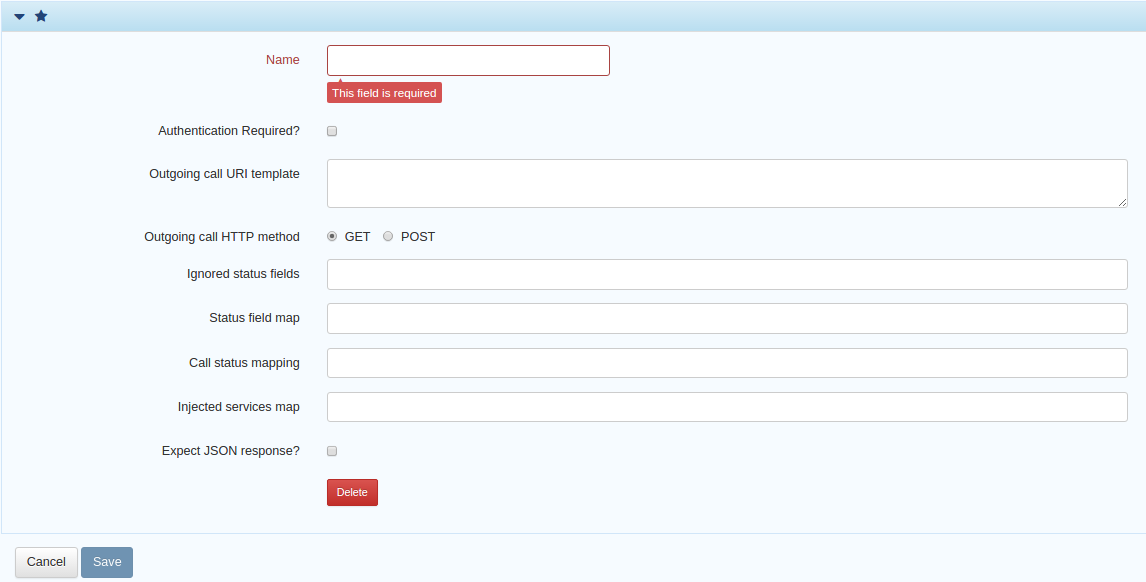 Name
This field is required
Authentication Required?
Outgoing call URI template
Outgoing call HTTP method GET POST
Ignored status fields
Status field map
Call status mapping
Injected services map
Expect JSON response?
Delete
Cancel Save